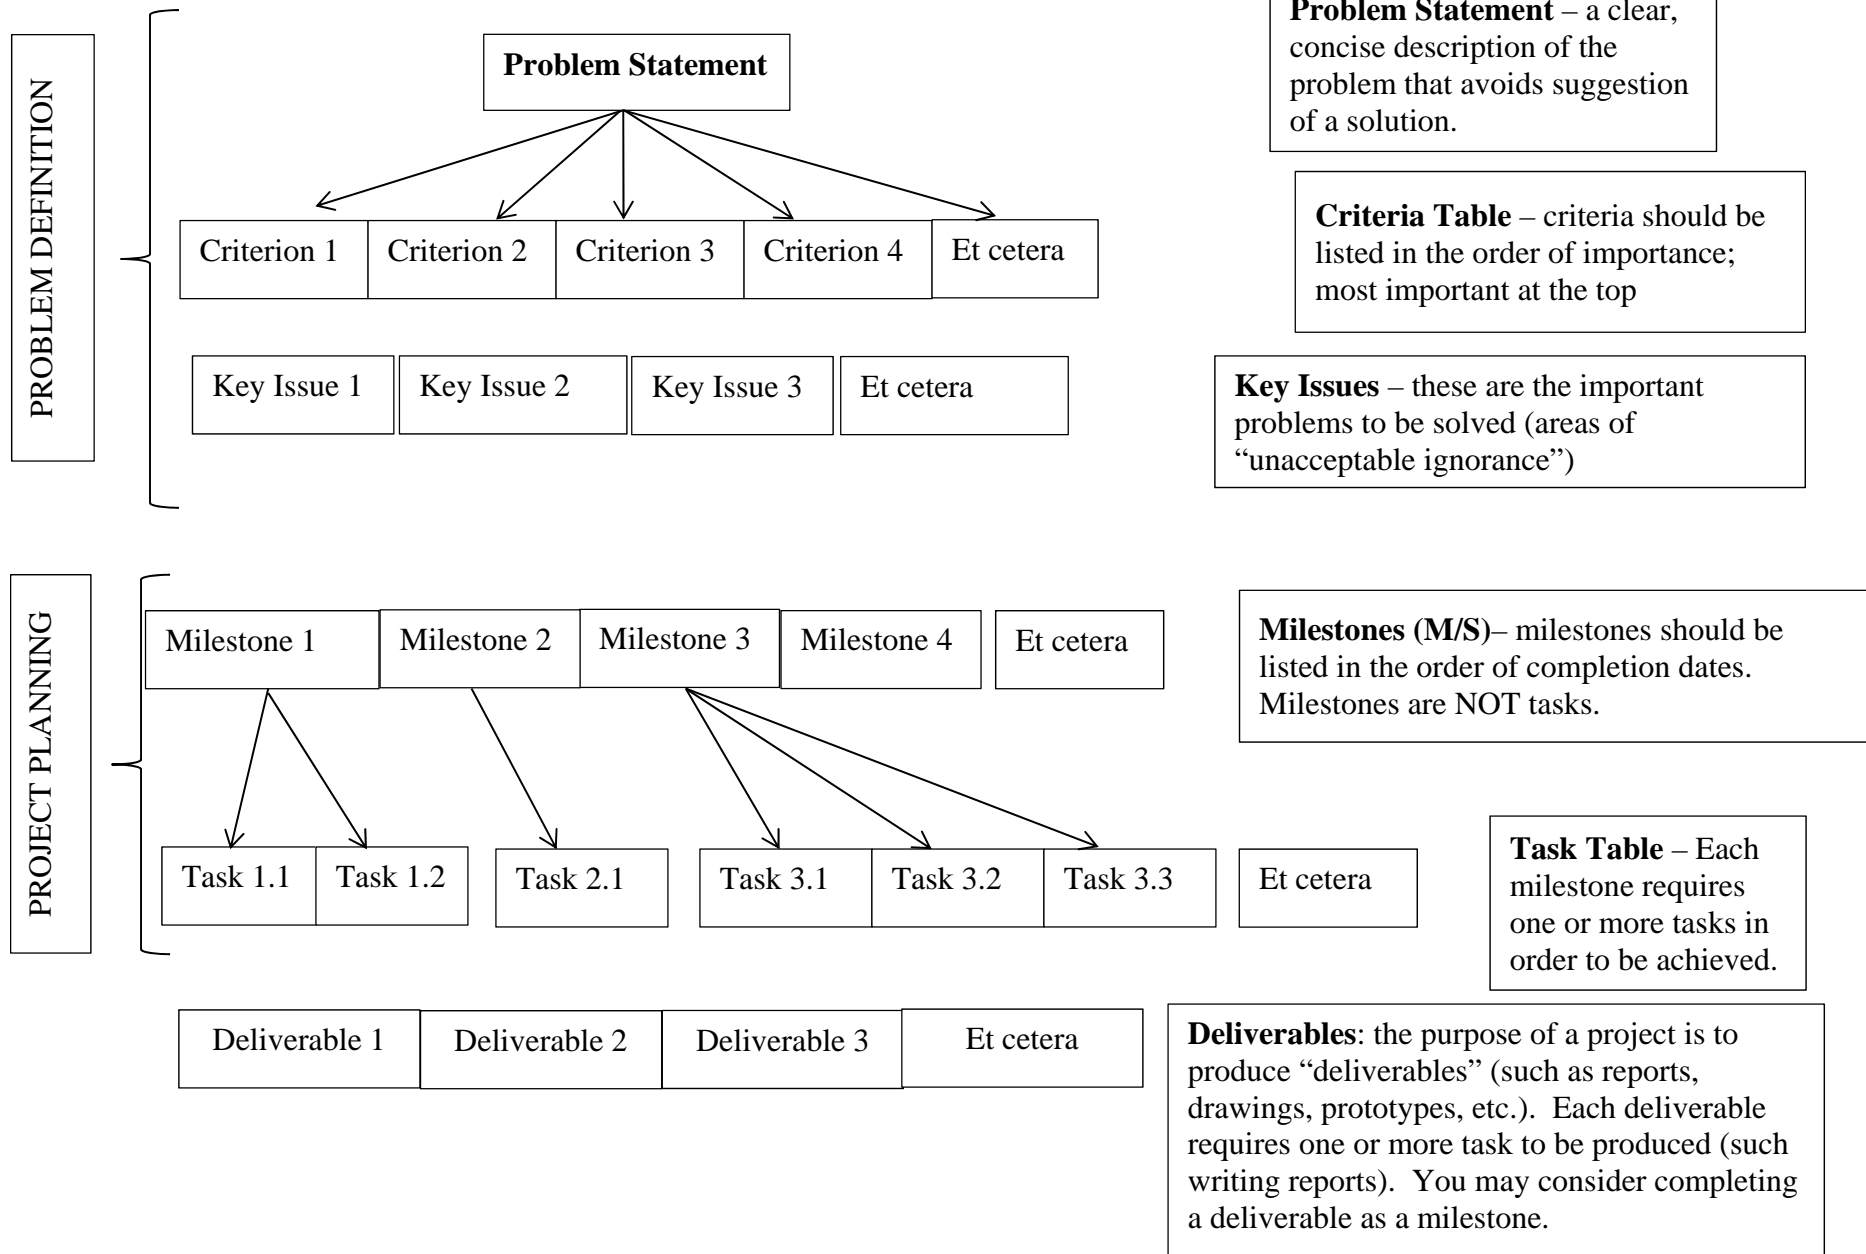 PROBLEM DEFINITION
Problem Statement
Criterion 1
Criterion 2
Criterion 3
Criterion 4
Et cetera
Key Issue 1
Key Issue 2
Key Issue 3
Et cetera
Problem Statement – a clear,
concise description of the
problem that avoids suggestion
of a solution.
Criteria Table – criteria should be
listed in the order of importance;
most important at the top
Key Issues – these are the important
problems to be solved (areas of
“unacceptable ignorance”)
PROJECT PLANNING
Milestone 1
Milestone 2
Milestone 3
Milestone 4
Et cetera
Milestones (M/S)– milestones should be
listed in the order of completion dates.
Milestones are NOT tasks.
Task 1.1
Task 1.2
Task 2.1
Task 3.1
Task 3.2
Task 3.3
Et cetera
Task Table – Each
milestone requires
one or more tasks in
order to be achieved.
Deliverable 1
Deliverable 2
Deliverable 3
Et cetera
Deliverables: the purpose of a project is to
produce “deliverables” (such as reports,
drawings, prototypes, etc.).  Each deliverable
requires one or more task to be produced (such
writing reports).  You may consider completing
a deliverable as a milestone.